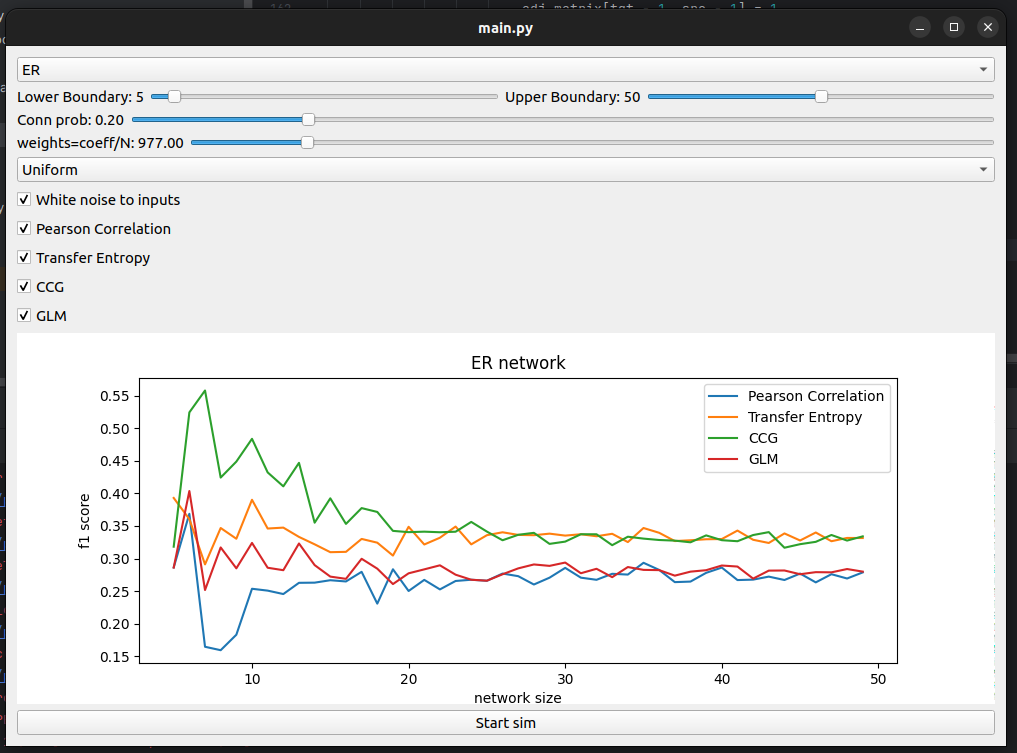 main.py
ER
Lower Boundary: 5 Upper Boundary: 50
Conn prob: 0.20
weights=coeff/N: 977.00
Uniform
White noise to inputs
Pearson Correlation
Transfer Entropy
CCG
GLM
ER network
0.55
0.50
0.45
0.40
0.35
0.30
0.25
0.20
0.15
f1 score
Pearson Correlation
Transfer Entropy
CCG
GLM
10 20 30 40 50
network size
Start sim